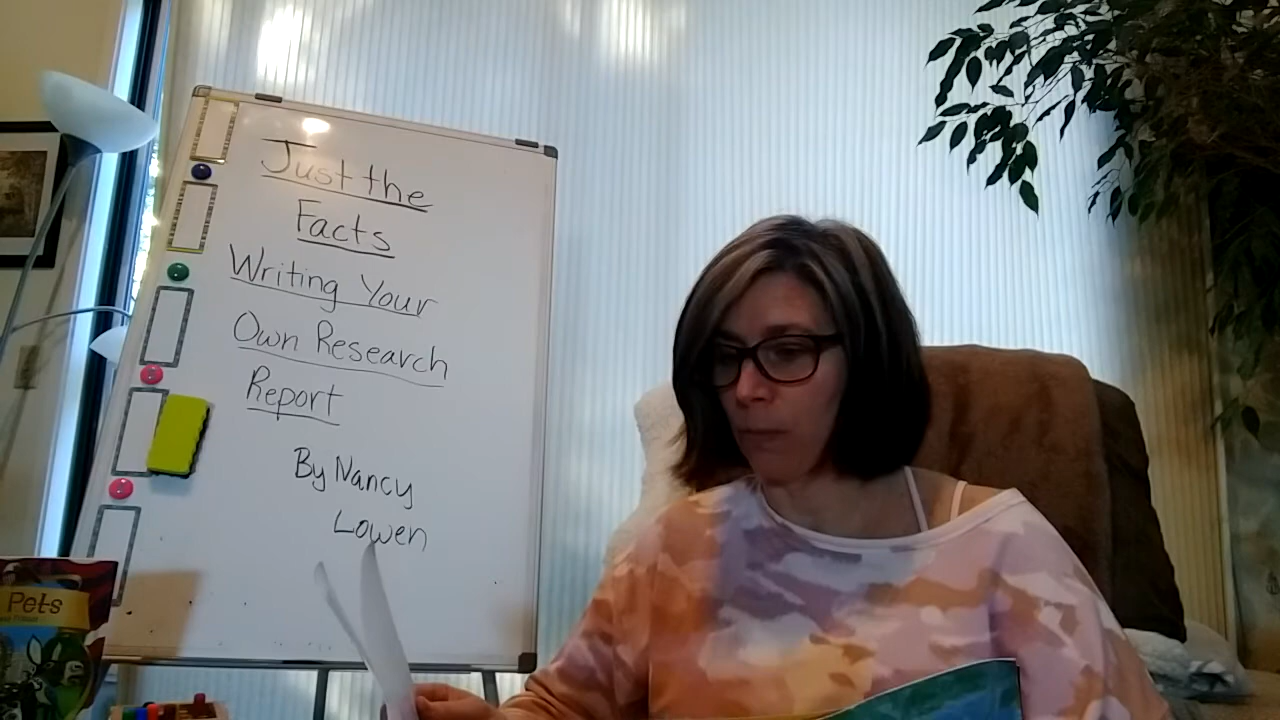 Just the
Facts
Writing Your
Own Research
Report
By Nancy
Lowen
Pets